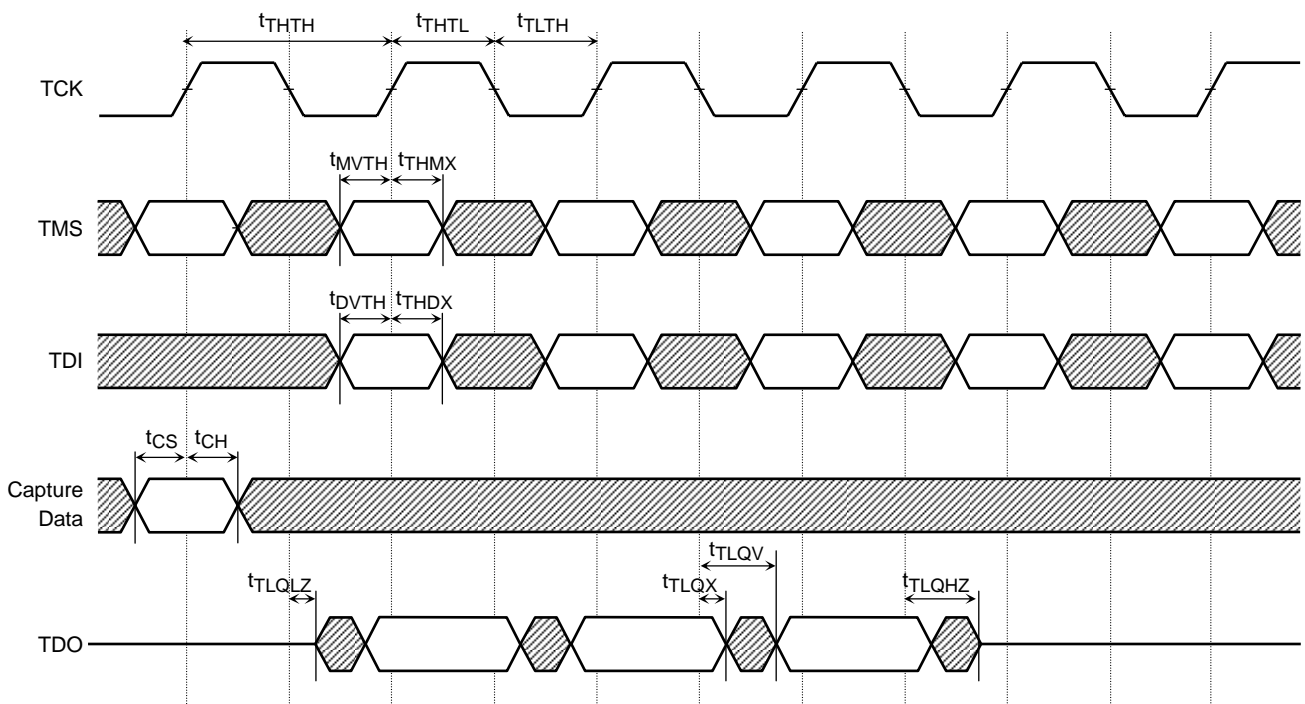 tTHTH tTHTL tTLTH
TCK
tMVTH tTHMX
TMS
tDVTH tTHDX
TDI
tCS tCH
Capture
Data
tTLQV
tTLQLZ tTLQX tTLQHZ
TDO